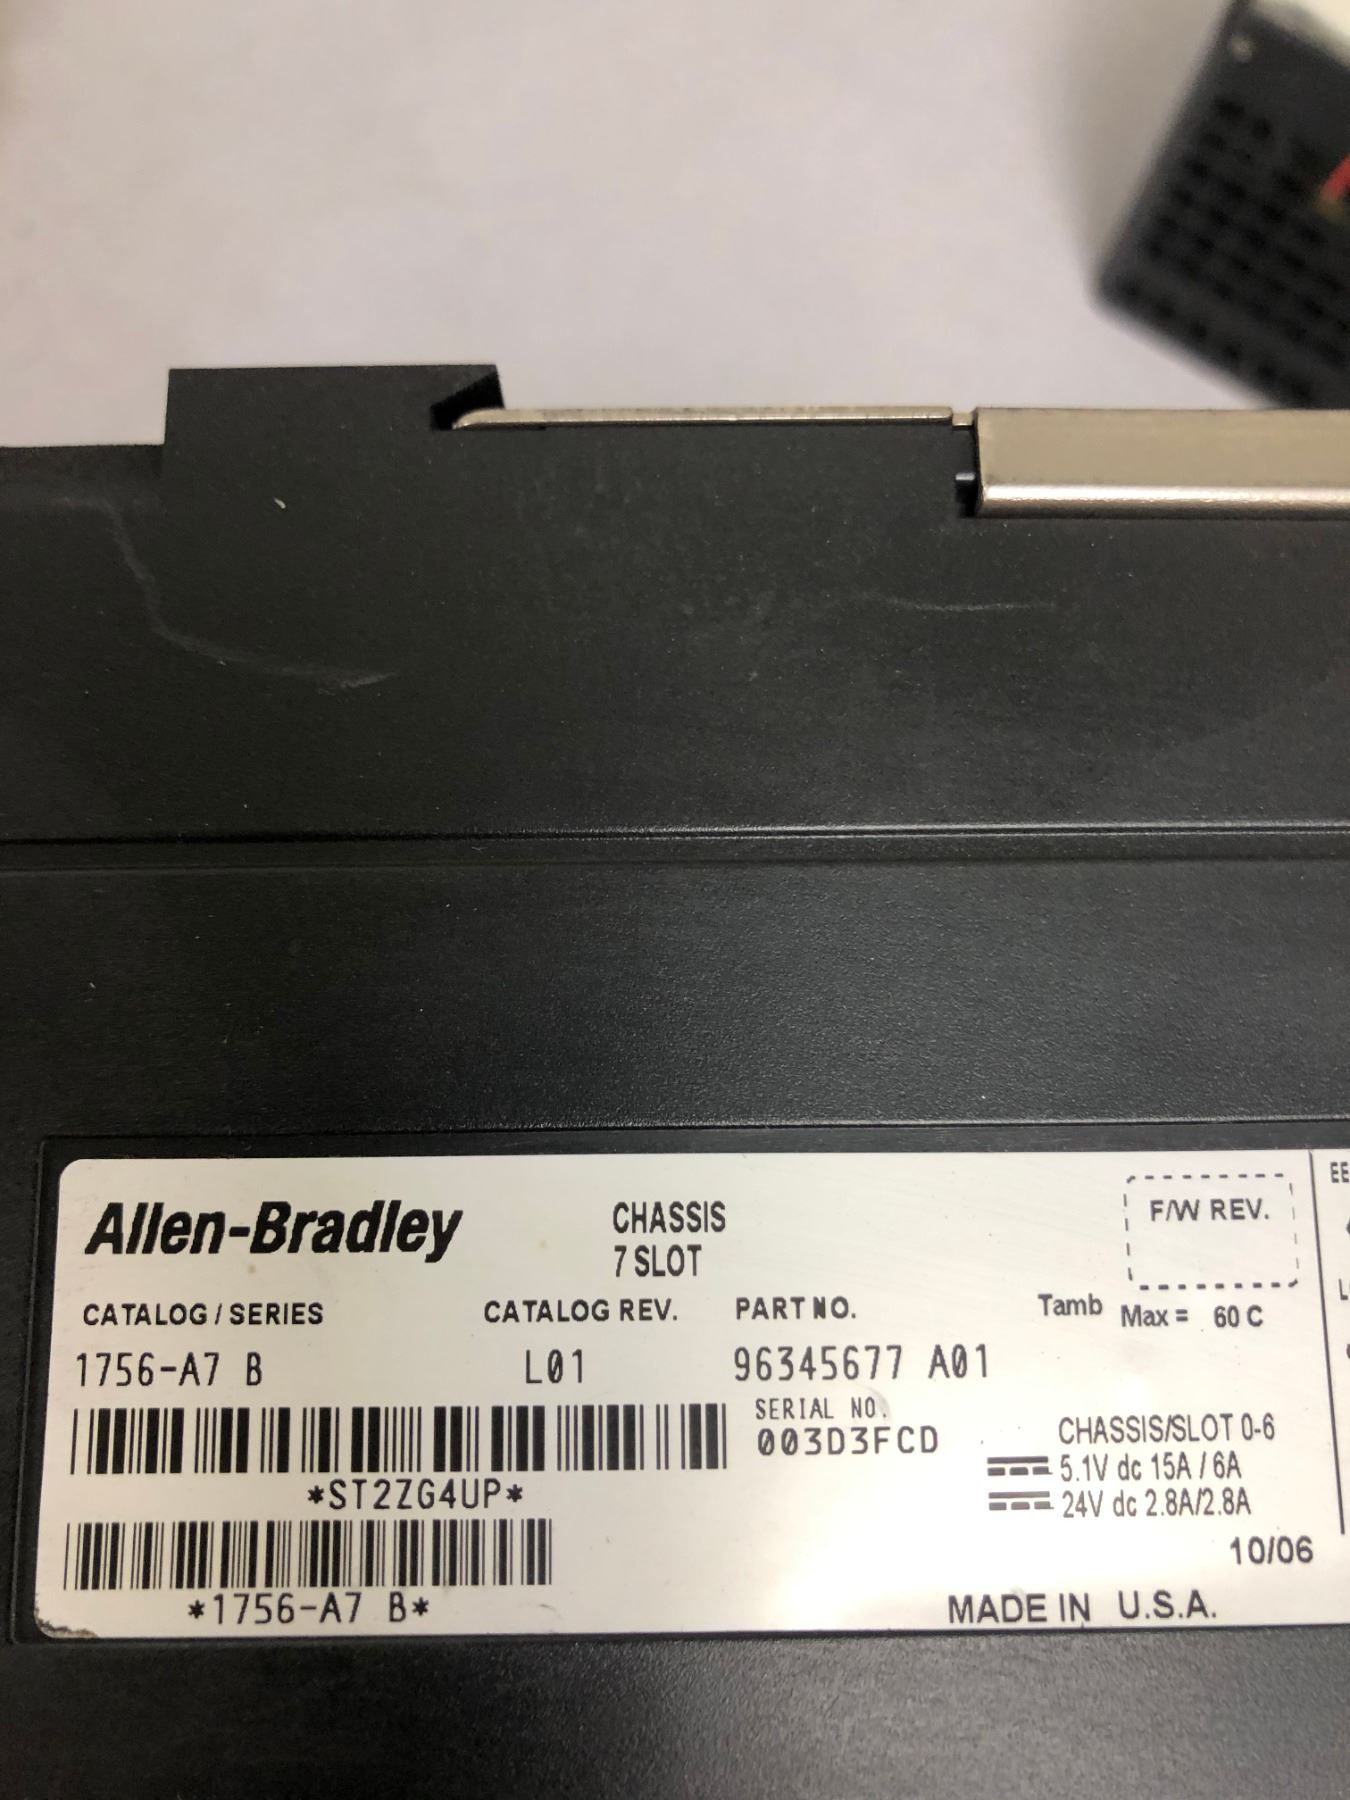 Allen-Bradley
CHASSIS
7 SLOT
F/W REV.
CATALOG / SERIES
CATALOG REV.
PART NO.
Tamb Max = 60 C
1756-A7 B
L01
96345677 A01
SERIAL NO.
003D3FCD
*ST2ZG4UP*
CHASSIS/SLOT 0-6
5.1V dc 15A / 6A
24V dc 2.8A/2.8A
10/06
*1756-A7 B*
MADE IN U.S.A.